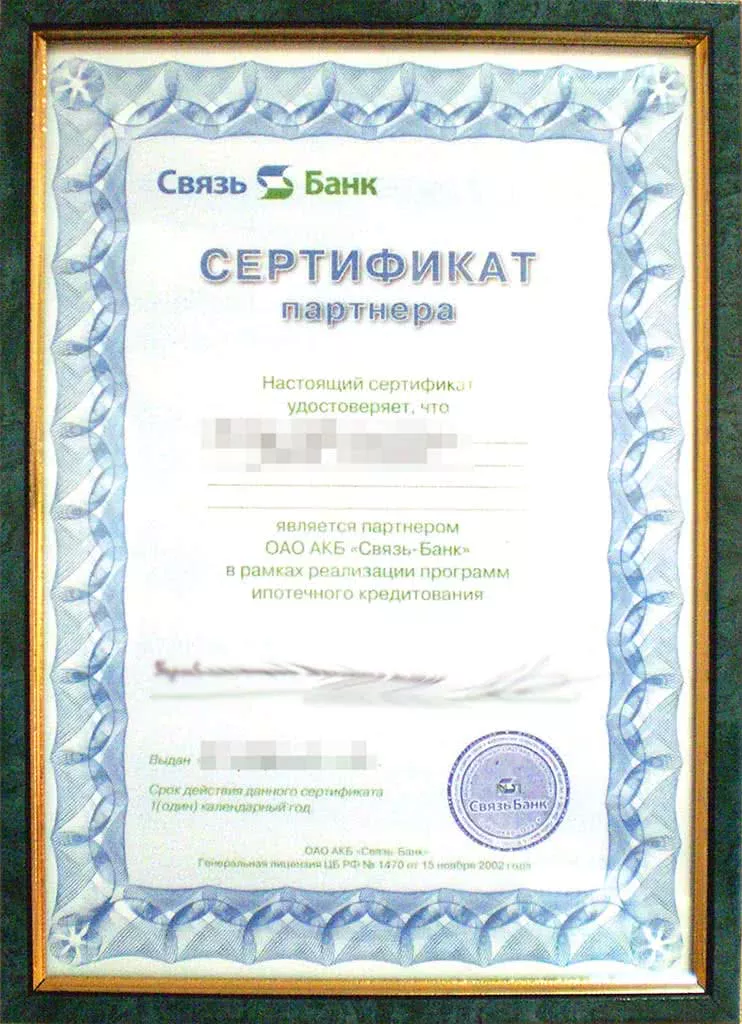 Связь Банк
СЕРТИФИКАТ
партнера
Настоящий сертификат
удостоверяет, что
является партнером
ОАО АКБ «Связь-Банк»
в рамках реализации программ
ипотечного кредитования
Выдан
Срок действия данного сертификата
1(один) календарный год.
Связь Банк
ОАО АКБ «Связь-Банк»
Генеральная лицензия ЦБ РФ № 1470 от 15 ноября 2002 года